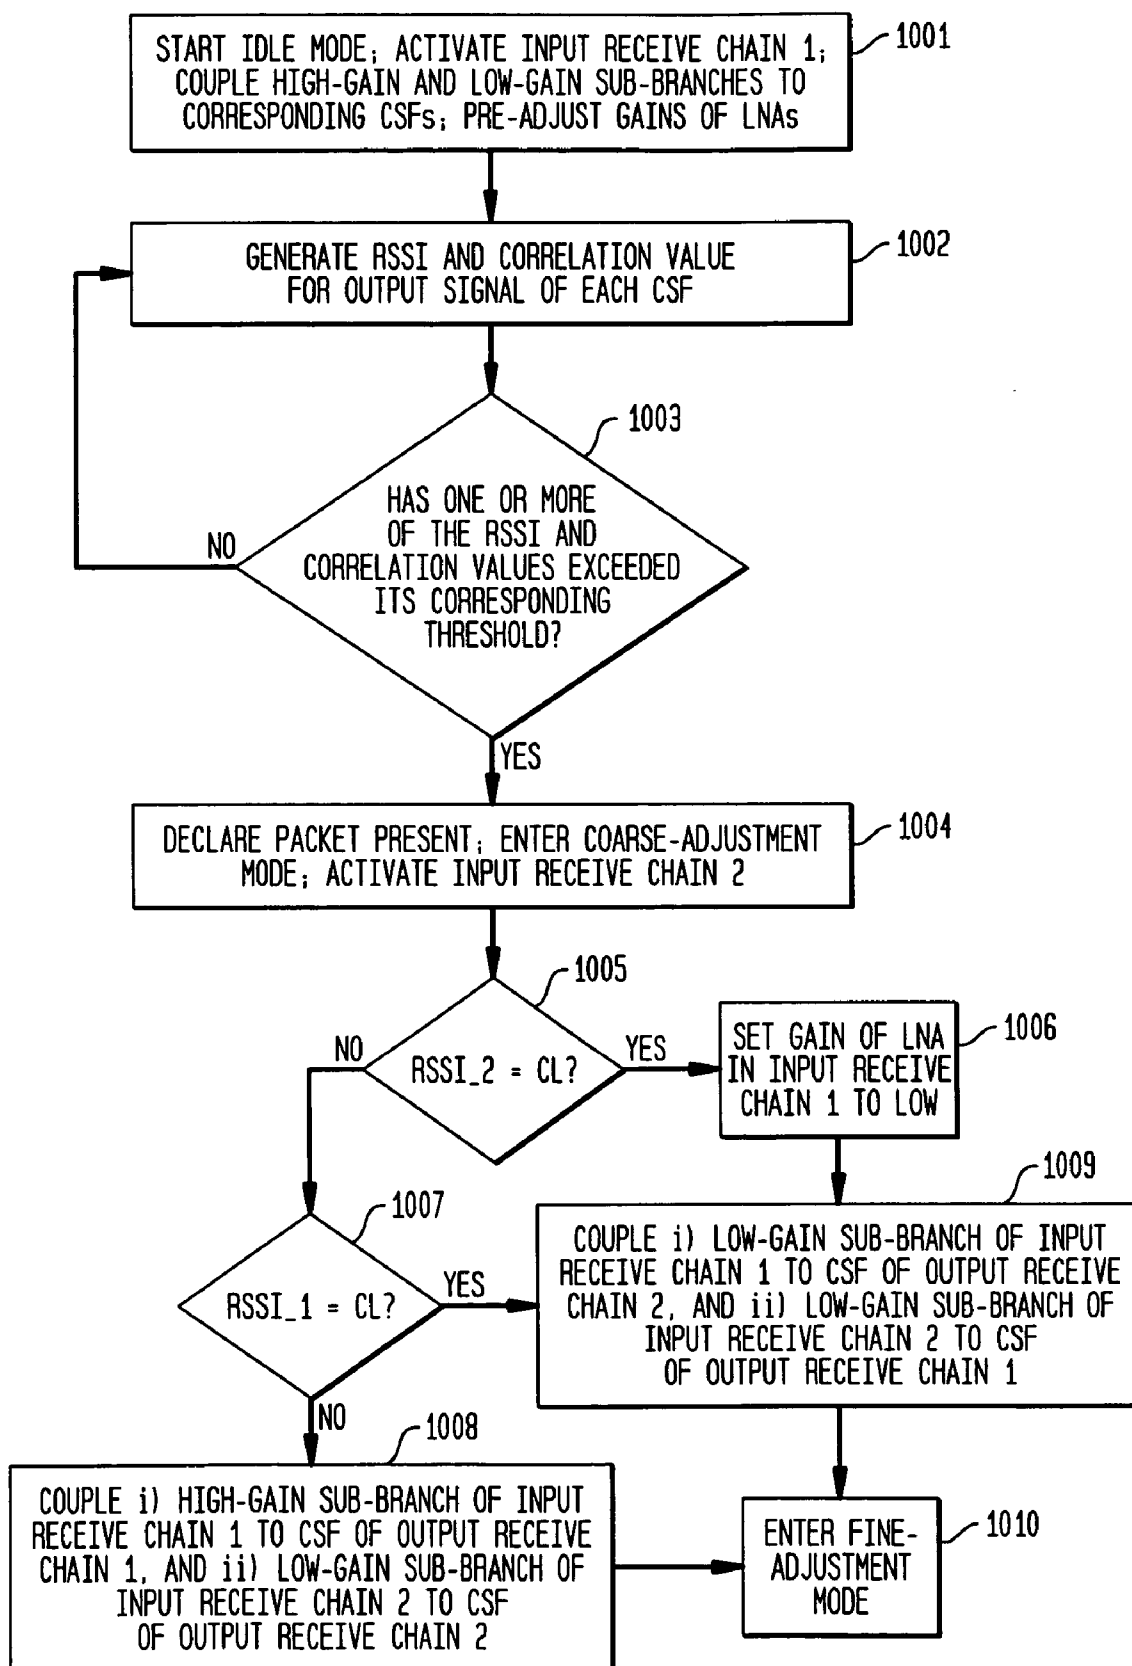 START IDLE MODE; ACTIVATE INPUT RECEIVE CHAIN 1;
COUPLE HIGH-GAIN AND LOW-GAIN SUB-BRANCHES TO
CORRESPONDING CSFs; PRE-ADJUST GAINS OF LNAs
1001
GENERATE RSSI AND CORRELATION VALUE
FOR OUTPUT SIGNAL OF EACH CSF
1002
1003
HAS ONE OR MORE
OF THE RSSI AND
CORRELATION VALUES EXCEEDED
ITS CORRESPONDING
THRESHOLD?
NO
YES
DECLARE PACKET PRESENT; ENTER COARSE-ADJUSTMENT
MODE; ACTIVATE INPUT RECEIVE CHAIN 2
1004
1005
RSSI_2 = CL?
NO
YES
SET GAIN OF LNA
IN INPUT RECEIVE
CHAIN 1 TO LOW
1006
1007
RSSI_1 = CL?
YES
NO
1009
COUPLE i) LOW-GAIN SUB-BRANCH OF INPUT
RECEIVE CHAIN 1 TO CSF OF OUTPUT RECEIVE
CHAIN 2, AND ii) LOW-GAIN SUB-BRANCH OF
INPUT RECEIVE CHAIN 2 TO CSF
OF OUTPUT RECEIVE CHAIN 1
1008
COUPLE i) HIGH-GAIN SUB-BRANCH OF INPUT
RECEIVE CHAIN 1 TO CSF OF OUTPUT RECEIVE
CHAIN 1, AND ii) LOW-GAIN SUB-BRANCH OF
INPUT RECEIVE CHAIN 2 TO CSF
OF OUTPUT RECEIVE CHAIN 2
ENTER FINE-
ADJUSTMENT
MODE
1010